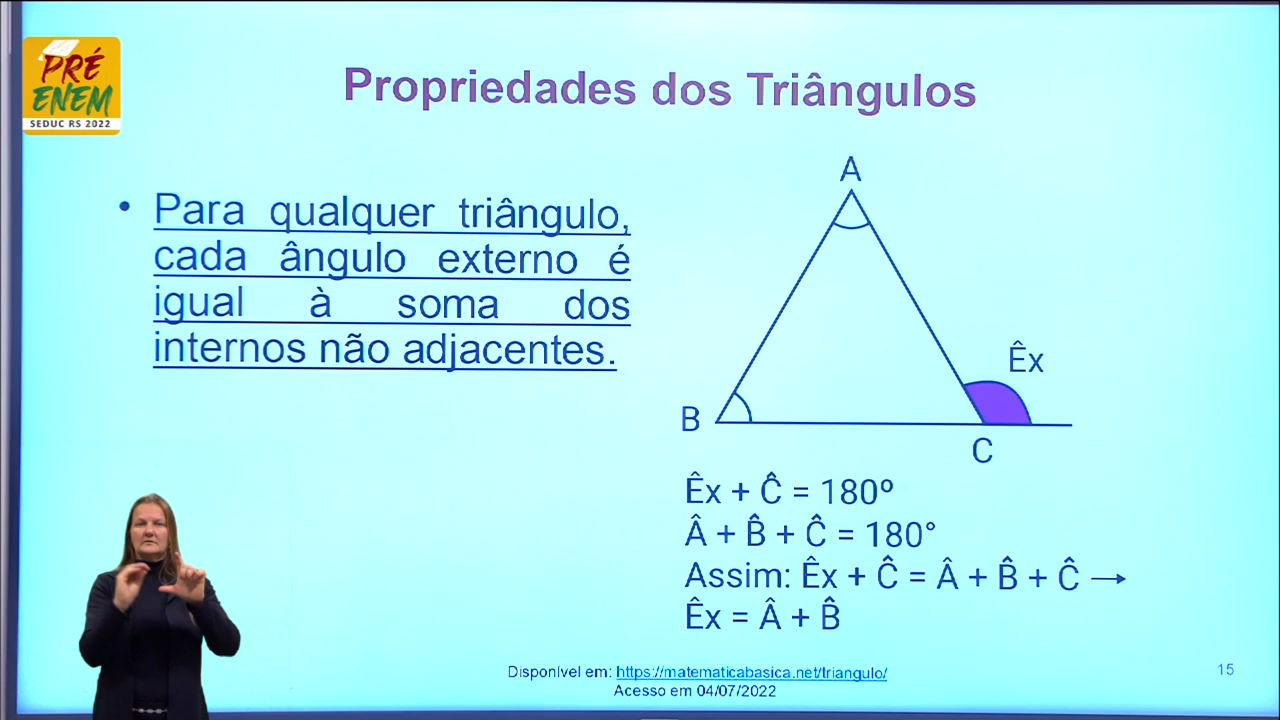 PRÉ
ENEM
SEDUC RS 2022
Propriedades dos Triângulos
• Para qualquer triângulo,
cada ângulo externo é
igual à soma dos
internos não adjacentes.
A
Êx
B
C
Êx + Ĉ = 180º
Â + B̂ + Ĉ = 180°
Assim: Êx + Ĉ = Â + B̂ + Ĉ →
Êx = Â + B̂
Disponível em: https://matematicabasica.net/triangulo/
Acesso em 04/07/2022
15